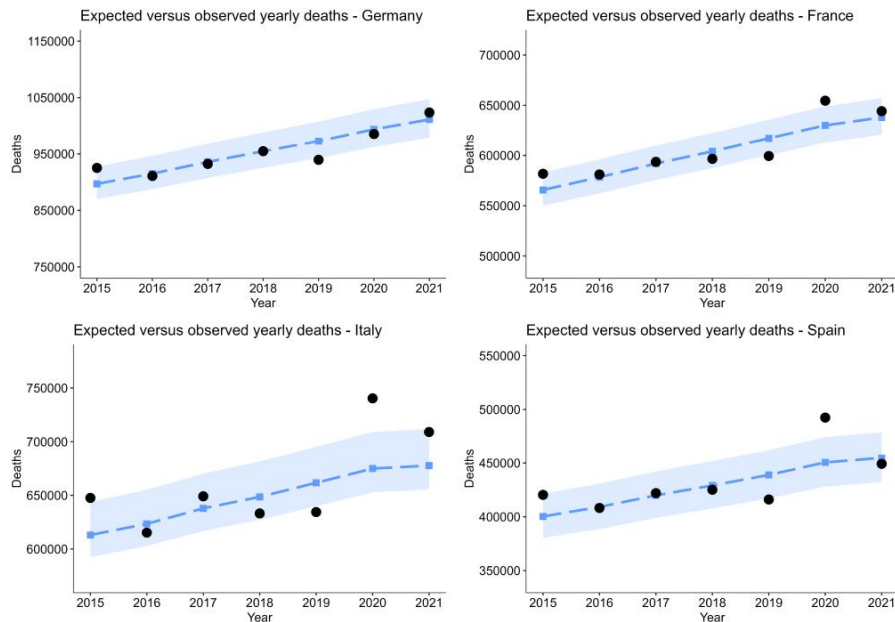 Expected versus observed yearly deaths - Germany
1150000
1050000
950000
850000
750000
Deaths
2015 2016 2017 2018 2019 2020 2021
Year
Expected versus observed yearly deaths - France
700000
650000
600000
550000
500000
Deaths
2015 2016 2017 2018 2019 2020 2021
Year
Expected versus observed yearly deaths - Italy
750000
700000
650000
600000
Deaths
2015 2016 2017 2018 2019 2020 2021
Year
Expected versus observed yearly deaths - Spain
550000
500000
450000
400000
350000
Deaths
2015 2016 2017 2018 2019 2020 2021
Year